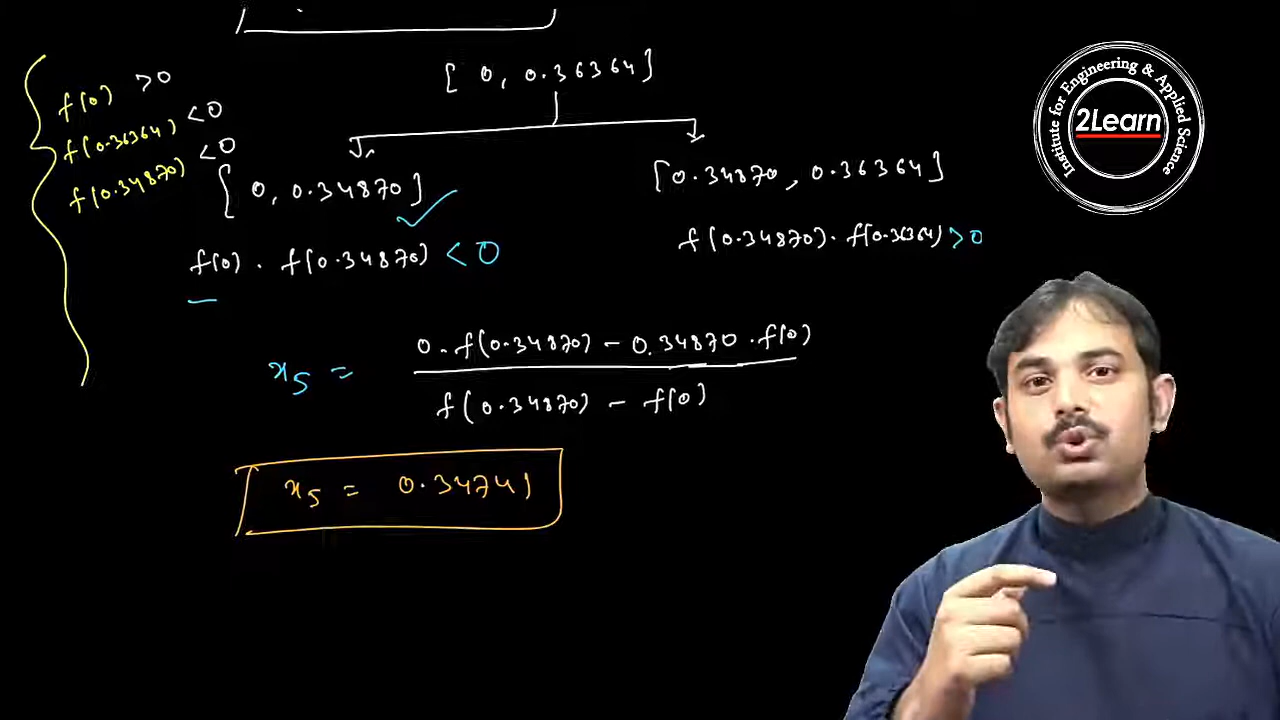 [ 0, 0.36364]
f(0) >0
f(0.36364) <0
f(0.34870) <0
[ 0, 0.34870]
[0.34870, 0.36364]
f(0) . f(0.34870) < 0
f(0.34870) . f(0.36364) >0
x5 = 0 . f(0.34870) - 0.34870 . f(0)
f(0.34870) - f(0)
x5 = 0.34741
Institute for Engineering & Applied Science
2Learn